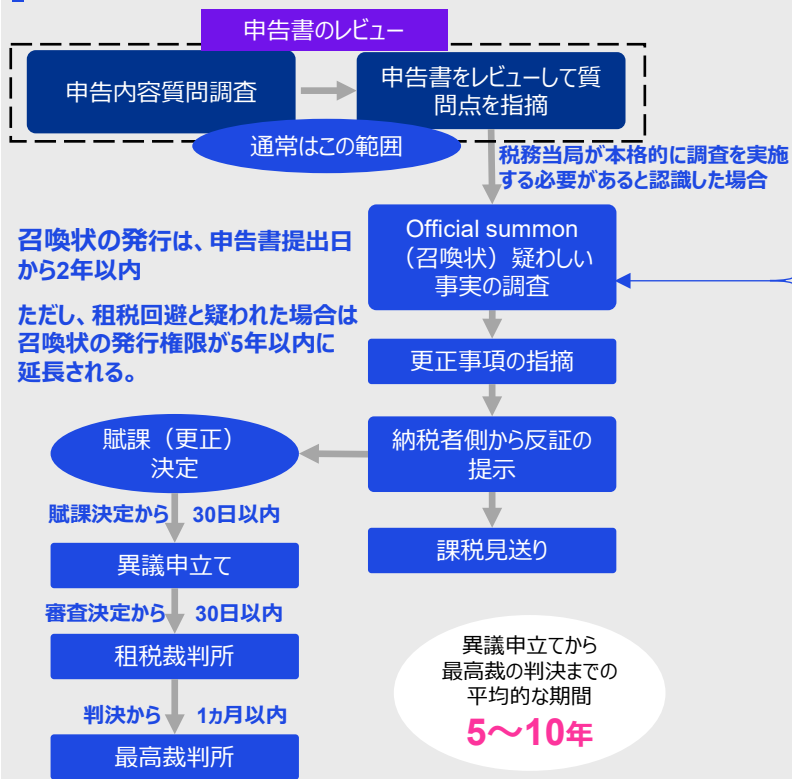 申告書のレビュー
申告内容質問調査
申告書をレビューして質
問点を指摘
通常はこの範囲
税務当局が本格的に調査を実施
する必要があると認識した場合
召喚状の発行は、申告書提出日
から2年以内
ただし、租税回避と疑われた場合は
召喚状の発行権限が5年以内に
延長される。
Official summon
（召喚状）疑わしい
事実の調査
更正事項の指摘
納税者側から反証の
提示
課税見送り
賦課（更正）
決定
賦課決定から 30日以内
異議申立て
審査決定から 30日以内
租税裁判所
判決から 1ヵ月以内
最高裁判所
異議申立てから
最高裁の判決までの
平均的な期間
5～10年